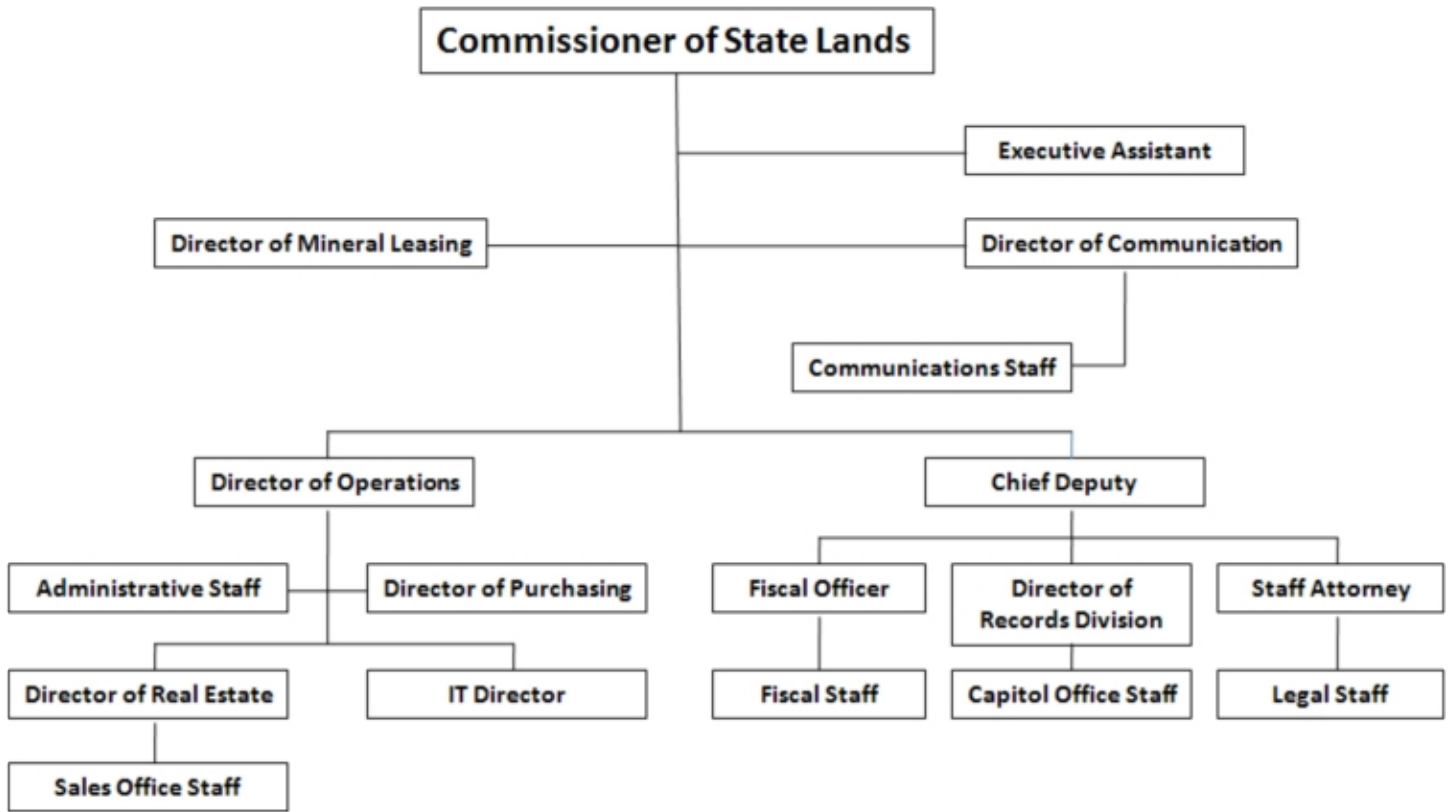 Commissioner of State Lands
Executive Assistant
Director of Mineral Leasing
Director of Communication
Communications Staff
Director of Operations
Chief Deputy
Administrative Staff
Director of Purchasing
Fiscal Officer
Director of
Records Division
Staff Attorney
Director of Real Estate
IT Director
Fiscal Staff
Capitol Office Staff
Legal Staff
Sales Office Staff